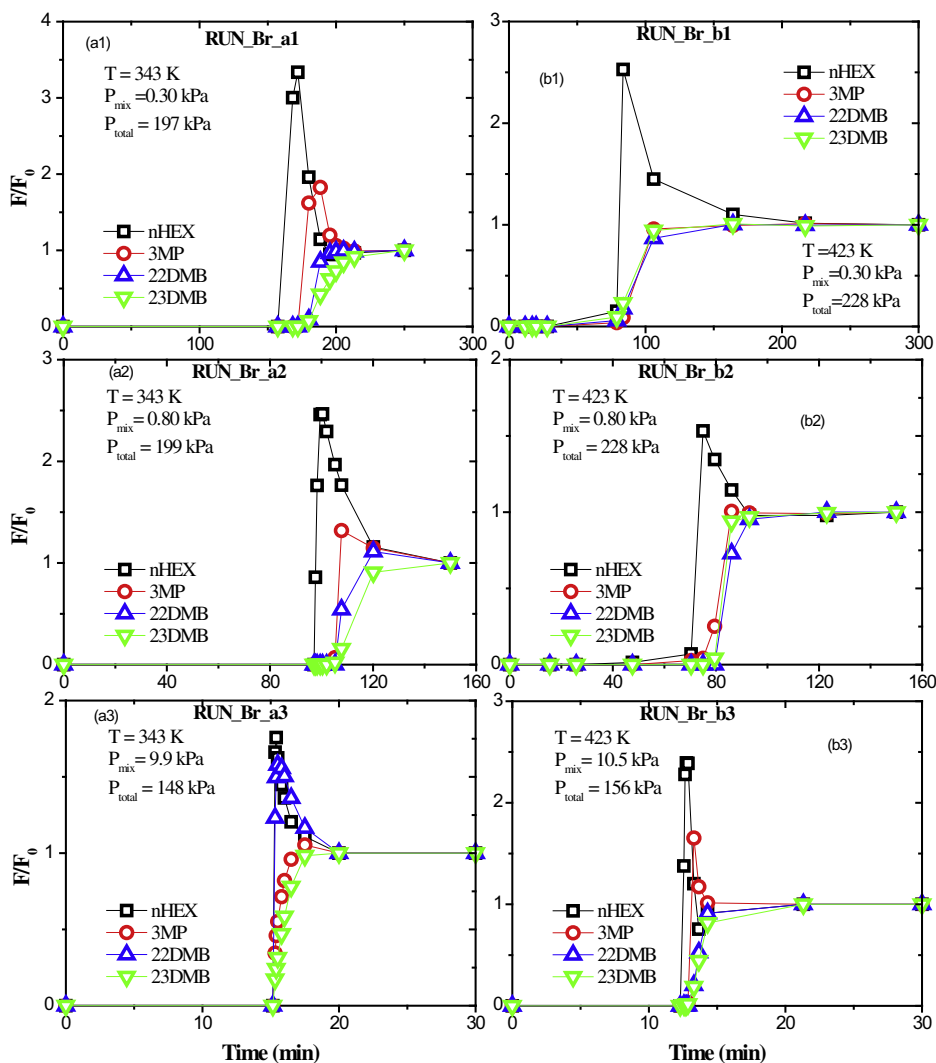 RUN_Br_a1
(a1)
T = 343 K
P_mix =0.30 kPa
P_total = 197 kPa
nHEX
3MP
22DMB
23DMB
F/F₀
4
3
2
1
0
0 100 200 300
RUN_Br_b1
(b1)
nHEX
3MP
22DMB
23DMB
T = 423 K
P_mix =0.30 kPa
P_total = 228 kPa
3
2
1
0
0 100 200 300
(a2)
RUN_Br_a2
T = 343 K
P_mix = 0.80 kPa
P_total = 199 kPa
nHEX
3MP
22DMB
23DMB
3
2
1
0
0 40 80 120 160
RUN_Br_b2
(b2)
T = 423 K
P_mix = 0.80 kPa
P_total = 228 kPa
nHEX
3MP
22DMB
23DMB
2
1
0
0 40 80 120 160
(a3)
RUN_Br_a3
T = 343 K
P_mix = 9.9 kPa
P_total = 148 kPa
nHEX
3MP
22DMB
23DMB
F/F₀
2
1
0
0 10 20 30
Time (min)
RUN_Br_b3
(b3)
T = 423 K
P_mix = 10.5 kPa
P_total = 156 kPa
nHEX
3MP
22DMB
23DMB
3
2
1
0
0 10 20 30
Time (min)